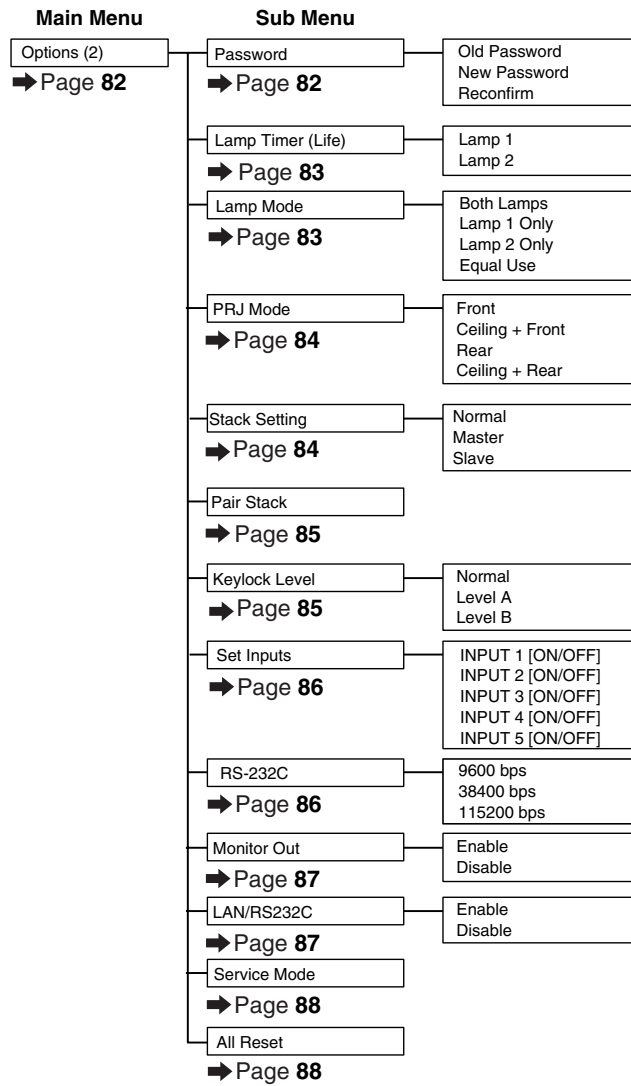 Main Menu Sub Menu
Options (2) Password Old Password
➡Page 82 ➡Page 82 New Password
Reconfirm
Lamp Timer (Life) Lamp 1
➡ Page 83 Lamp 2
Lamp Mode Both Lamps
➡Page 83 Lamp 1 Only
Lamp 2 Only
Equal Use
PRJ Mode Front
➡Page 84 Ceiling + Front
Rear
Ceiling + Rear
Stack Setting Normal
➡Page 84 Master
Slave
Pair Stack
➡Page 85
Keylock Level Normal
➡Page 85 Level A
Level B
Set Inputs INPUT 1 [ON/OFF]
➡Page 86 INPUT 2 [ON/OFF]
INPUT 3 [ON/OFF]
INPUT 4 [ON/OFF]
INPUT 5 [ON/OFF]
RS-232C 9600 bps
➡Page 86 38400 bps
115200 bps
Monitor Out Enable
➡Page 87 Disable
LAN/RS232C Enable
➡Page 87 Disable
Service Mode
➡Page 88
All Reset
➡Page 88